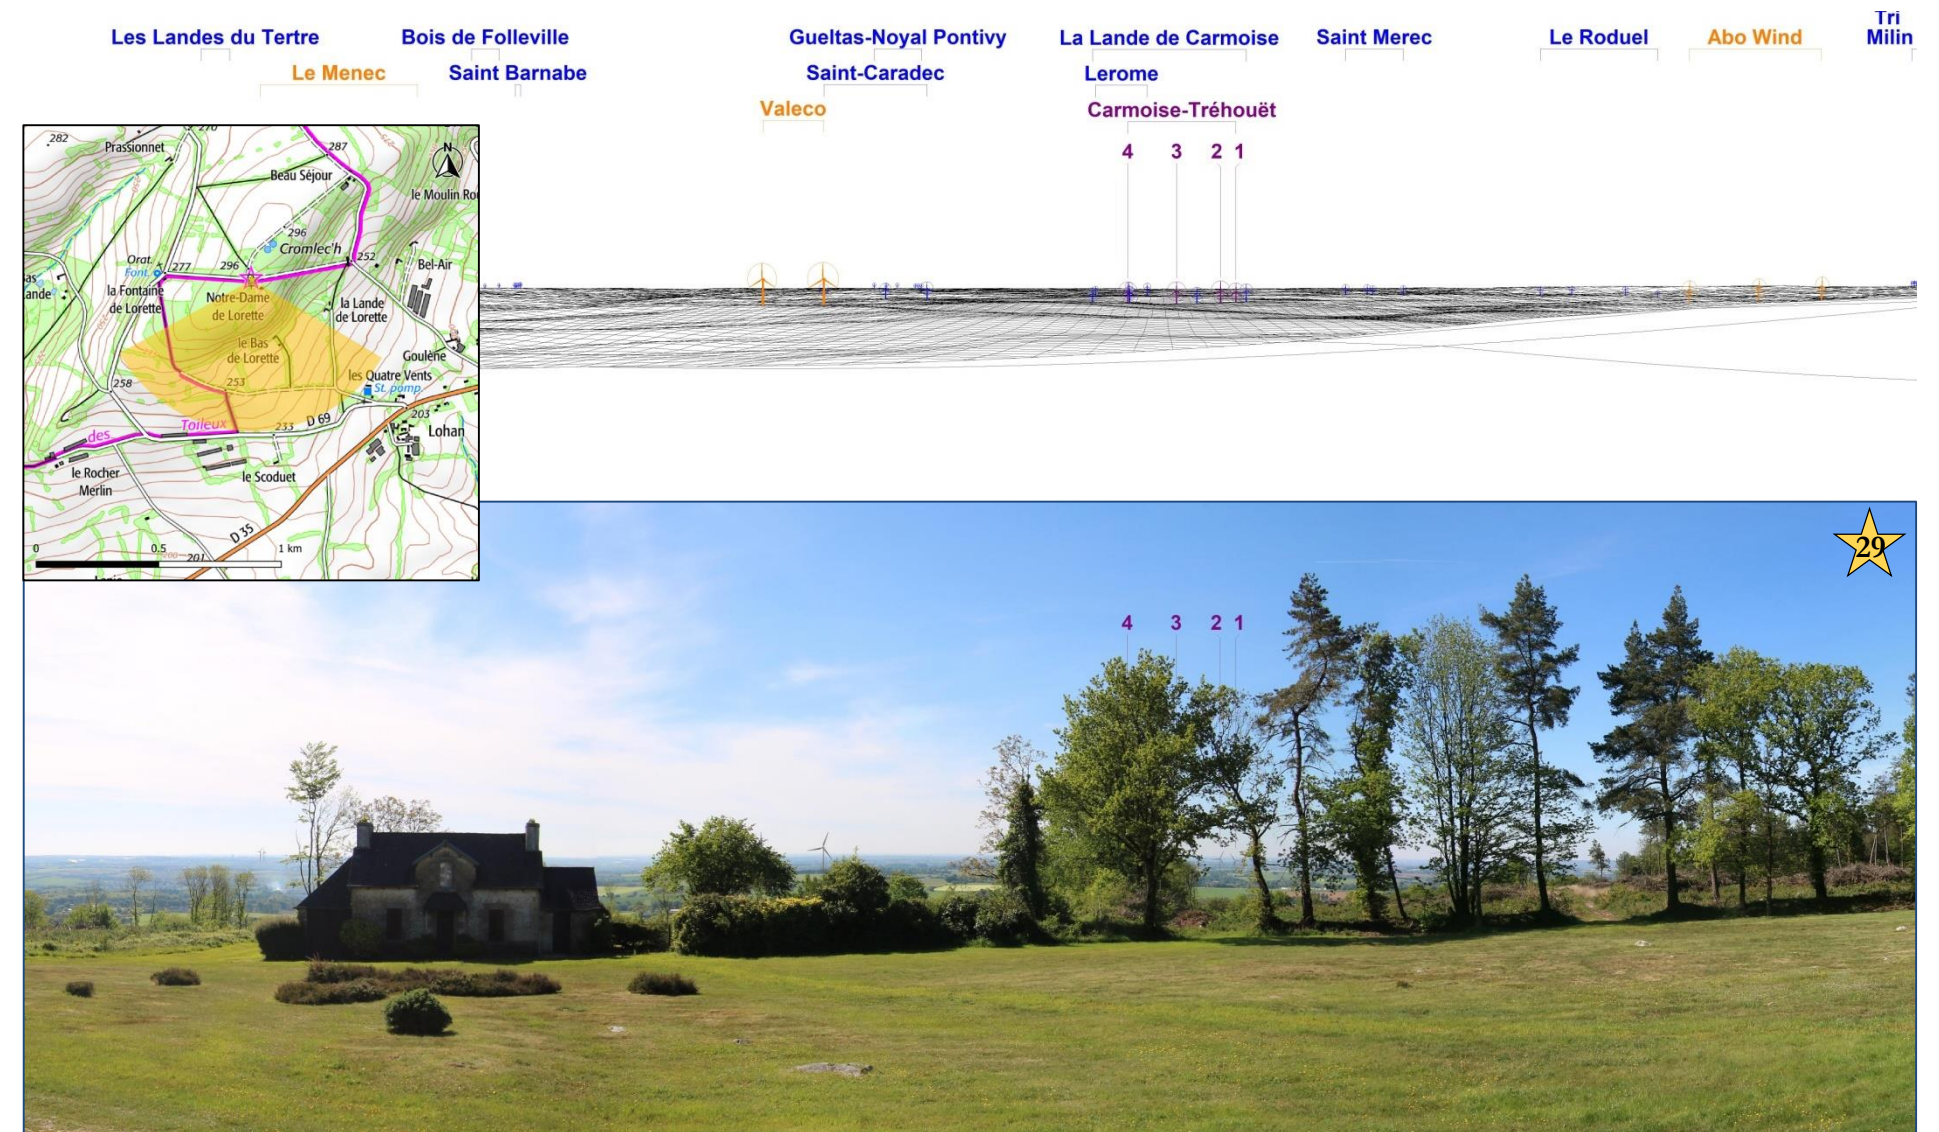 Les Landes du Tertre
Bois de Folleville
Gueltas-Noyal Pontivy
La Lande de Carmoise
Saint Merec
Le Roduel
Abo Wind
Tri
Milin
Le Menec
Saint Barnabe
Saint-Caradec
Lerome
Valeco
Carmoise-Tréhouët
4 3 2 1
282
Prassionnet
270
287
N
Beau Séjour
le Moulin Ro
296
Cromlec'h
252
Orat.
Font.
277
296
Bel-Air
la Fontaine
de Lorette
Notre-Dame
de Lorette
la Lande
de Lorette
ande
le Bas
de Lorette
Goulène
les Quatre Vents
St. pomp.
258
253
203
des
Toileux
233
D 69
Lohan
le Rocher
Merlin
le Scoduet
D 35
0
0.5
1 km
200
201
29
4 3 2 1